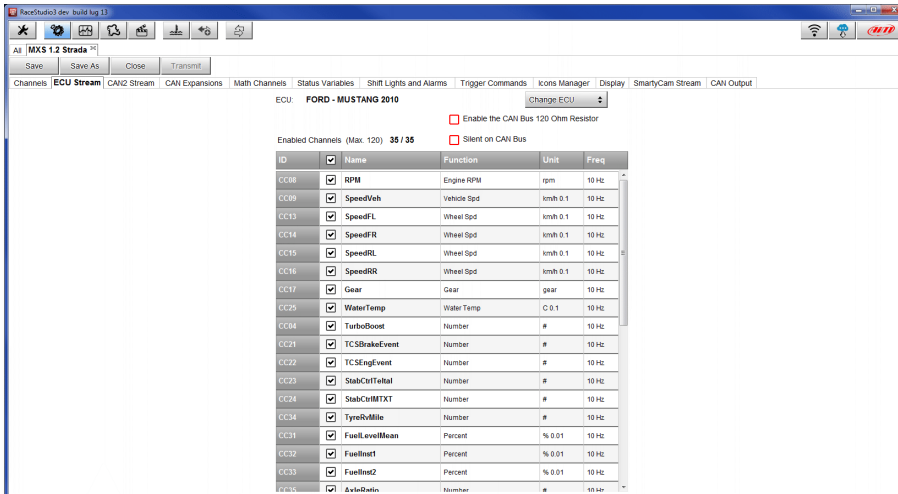 RaceStudio3 dev build lug 13
All MXS 1.2 Strada
Save Save As Close Transmit
Channels ECU Stream CAN2 Stream CAN Expansions Math Channels Status Variables Shift Lights and Alarms Trigger Commands Icons Manager Display SmartyCam Stream CAN Output
ECU: FORD - MUSTANG 2010 Change ECU
Enable the CAN Bus 120 Ohm Resistor
Enabled Channels (Max. 120) 35 / 35 Silent on CAN Bus
ID Name Function Unit Freq
CC08 RPM Engine RPM rpm 10 Hz
CC09 SpeedVeh Vehicle Spd km/h 0.1 10 Hz
CC13 SpeedFL Wheel Spd km/h 0.1 10 Hz
CC14 SpeedFR Wheel Spd km/h 0.1 10 Hz
CC15 SpeedRL Wheel Spd km/h 0.1 10 Hz
CC16 SpeedRR Wheel Spd km/h 0.1 10 Hz
CC17 Gear Gear gear 10 Hz
CC25 WaterTemp Water Temp C 0.1 10 Hz
CC04 TurboBoost Number # 10 Hz
CC21 TCSBrakeEvent Number # 10 Hz
CC22 TCSEngEvent Number # 10 Hz
CC23 StabCtrlTeltal Number # 10 Hz
CC24 StabCtrlMTXT Number # 10 Hz
CC34 TyreRvMile Number # 10 Hz
CC31 FuelLevelMean Percent % 0.01 10 Hz
CC32 FuelInst1 Percent % 0.01 10 Hz
CC33 FuelInst2 Percent % 0.01 10 Hz
CC35 AxleRatio Number # 10 Hz